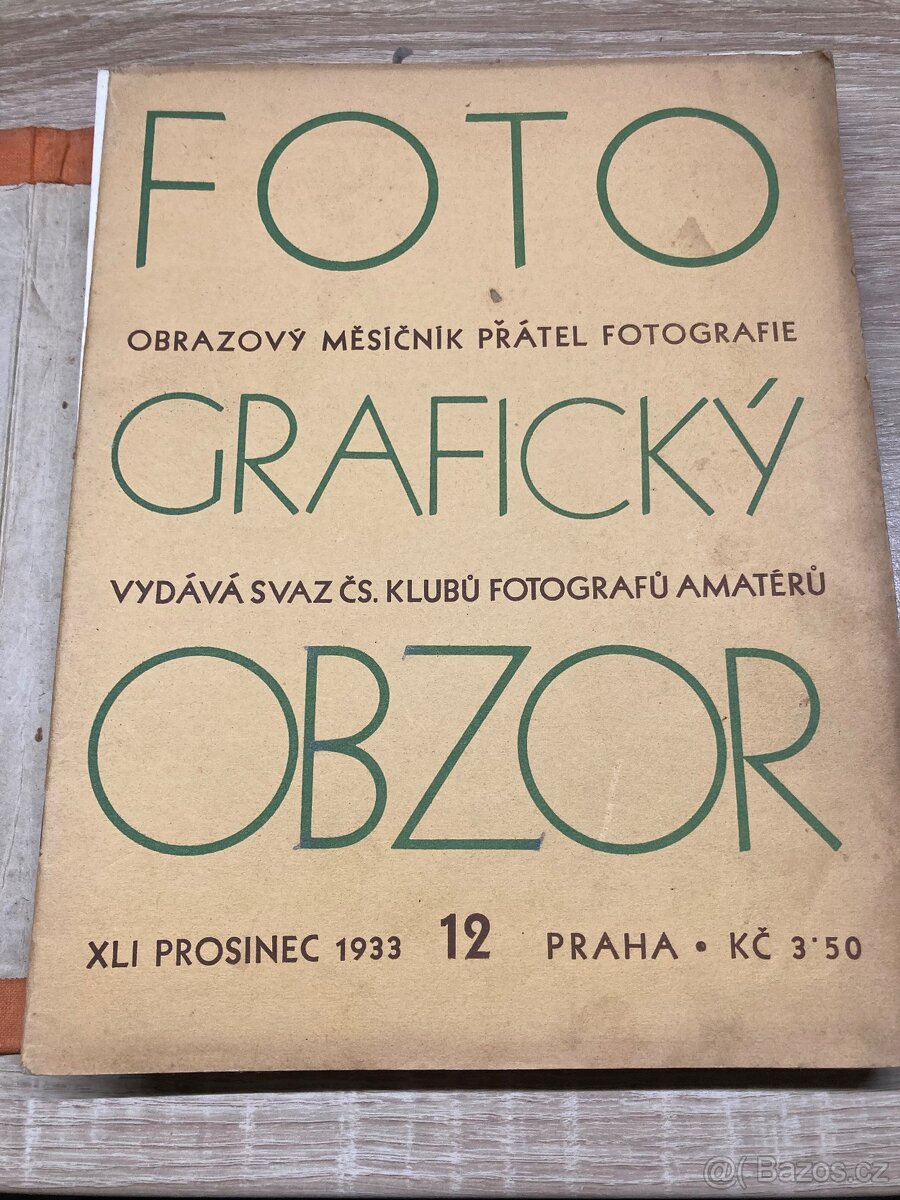 FOTO
OBRAZOVÝ MĚSÍČNÍK PŘÁTEL FOTOGRAFIE
GRAFICKÝ
VYDÁVÁ SVAZ ČS. KLUBŮ FOTOGRAFŮ AMATÉRŮ
OBZOR
XLI PROSINEC 1933 12 PRAHA • KČ 3·50
@( Bazos.cz